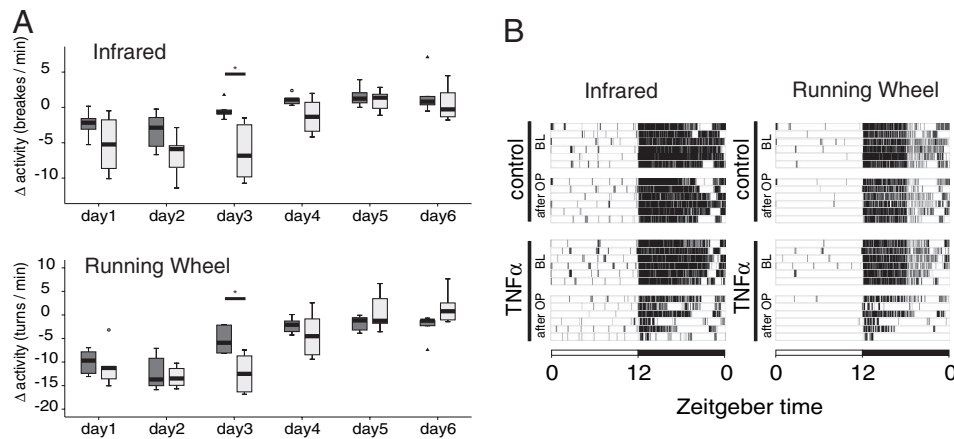 A
Infrared
Δ activity (breakes / min)
5
0
-5
-10
*
day1 day2 day3 day4 day5 day6
Running Wheel
Δ activity (turns / min)
10
5
0
-5
-10
-15
-20
*
day1 day2 day3 day4 day5 day6
B
Infrared Running Wheel
control
BL
after OP
TNFα
BL
after OP
control
BL
after OP
TNFα
BL
after OP
0 12 0 12 0
Zeitgeber time